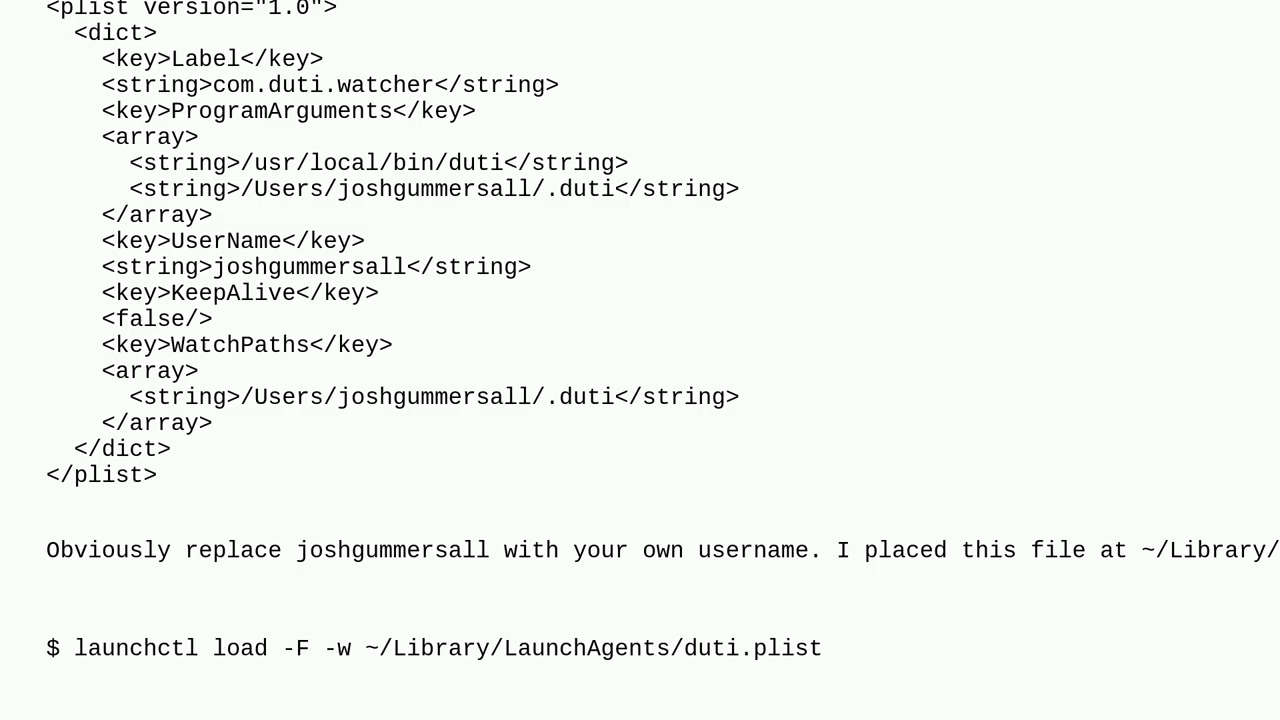 <plist version="1.0">
  <dict>
    <key>Label</key>
    <string>com.duti.watcher</string>
    <key>ProgramArguments</key>
    <array>
      <string>/usr/local/bin/duti</string>
      <string>/Users/joshgummersall/.duti</string>
    </array>
    <key>UserName</key>
    <string>joshgummersall</string>
    <key>KeepAlive</key>
    <false/>
    <key>WatchPaths</key>
    <array>
      <string>/Users/joshgummersall/.duti</string>
    </array>
  </dict>
</plist>
Obviously replace joshgummersall with your own username. I placed this file at ~/Library/
$ launchctl load -F -w ~/Library/LaunchAgents/duti.plist